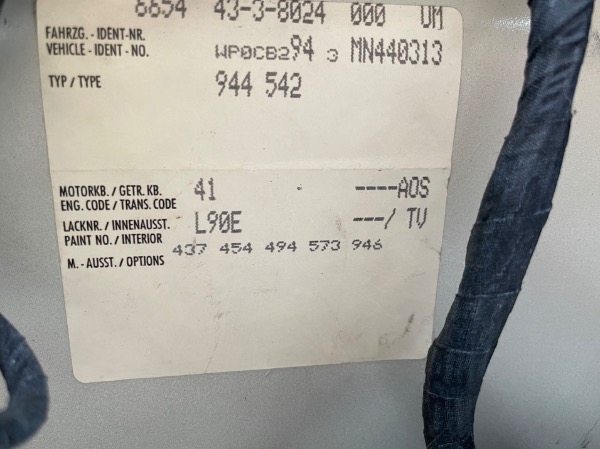 6654 43-3-8024 000 UM
FAHRZG. - IDENT-NR.
VEHICLE - IDENT - NO. WP0CB294 3 MN440313
TYP / TYPE 944 542
MOTORKB. / GETR. KB.
ENG. CODE / TRANS. CODE 41 ----AOS
LACKNR. / INNENAUSST.
PAINT NO. / INTERIOR L90E ---/ TV
M. - AUSST. / OPTIONS 437 454 494 573 946